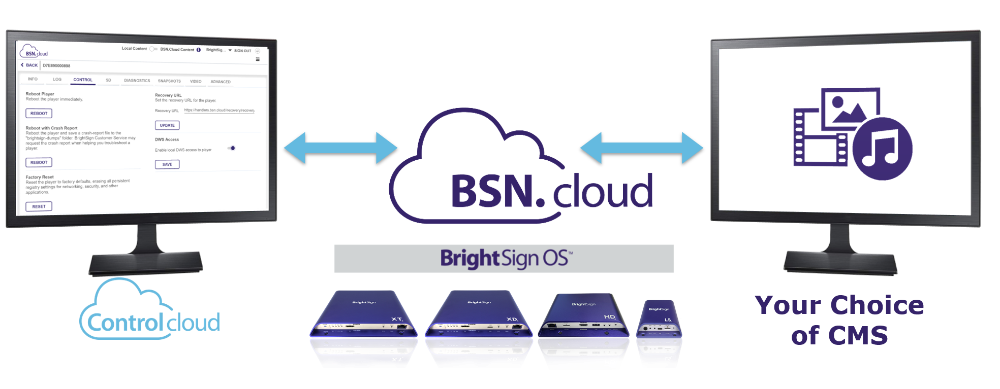 BSN.cloud
Local Content BSN.Cloud Content BrightSig... SIGN OUT
BACK D7E890000898
INFO LOG CONTROL SD DIAGNOSTICS SNAPSHOTS VIDEO ADVANCED
Reboot Player
Reboot the player immediately.
REBOOT
Reboot with Crash Report
Reboot the player and save a crash-report file to the
"brightsign-dumps" folder. BrightSign Customer Service may
request the crash report when helping you troubleshoot a
player.
REBOOT
Factory Reset
Reset the player to factory defaults, erasing all persistent
registry settings for networking, security, and other
applications.
RESET
Recovery URL
Set the recovery URL for the player.
Recovery URL https://handlers.bsn.cloud/recovery/recovery
UPDATE
DWS Access
Enable local DWS access to player
SAVE
Control cloud
BSN.cloud
BrightSign OS™
BrightSign
XT
BrightSign
XD
BrightSign
HD
BrightSign
LS
Your Choice
of CMS